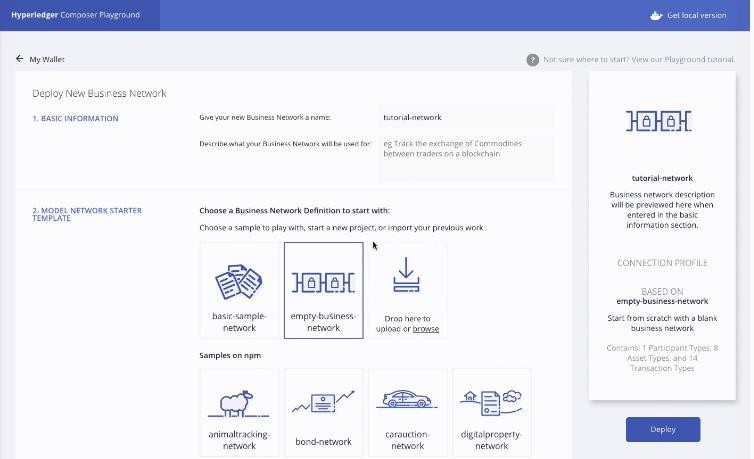 Hyperledger Composer Playground
Get local version
My Wallet
? Not sure where to start? View our Playground tutorial.
Deploy New Business Network
1. BASIC INFORMATION
Give your new Business Network a name:
tutorial-network
Describe what your Business Network will be used for:
eg Track the exchange of Commodities
between traders on a blockchain
2. MODEL NETWORK STARTER
TEMPLATE
Choose a Business Network Definition to start with:
Choose a sample to play with, start a new project, or import your previous work
basic-sample-
network
empty-business-
network
Drop here to
upload or browse
Samples on npm
animaltracking-
network
bond-network
carauction-
network
digitalproperty-
network
tutorial-network
Business network description
will be previewed here when
entered in the basic
information section.
CONNECTION PROFILE
BASED ON
empty-business-network
Start from scratch with a blank
business network
Contains: 1 Participant Types, 8
Asset Types, and 14
Transaction Types
Deploy